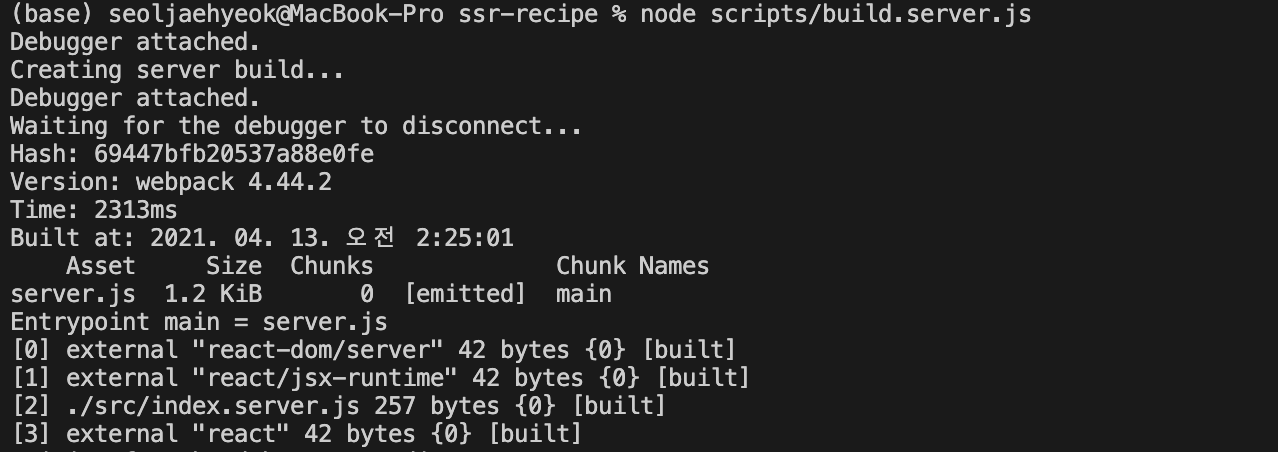 (base) seoljaehyeok@MacBook-Pro ssr-recipe % node scripts/build.server.js
Debugger attached.
Creating server build...
Debugger attached.
Waiting for the debugger to disconnect...
Hash: 69447bfb20537a88e0fe
Version: webpack 4.44.2
Time: 2313ms
Built at: 2021. 04. 13. 오전 2:25:01
    Asset     Size  Chunks             Chunk Names
server.js  1.2 KiB       0  [emitted]  main
Entrypoint main = server.js
[0] external "react-dom/server" 42 bytes {0} [built]
[1] external "react/jsx-runtime" 42 bytes {0} [built]
[2] ./src/index.server.js 257 bytes {0} [built]
[3] external "react" 42 bytes {0} [built]